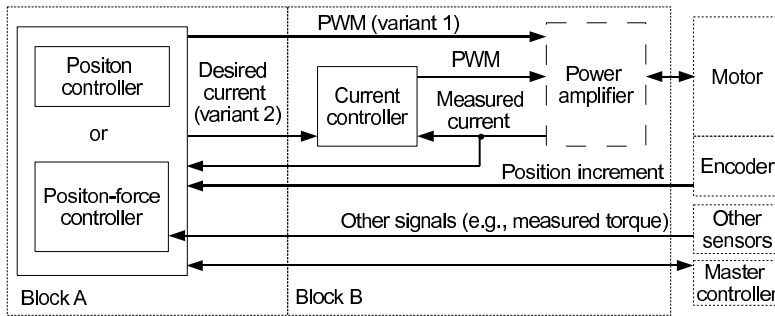 PWM (variant 1)
Positon
controller
or
Positon-force
controller
Desired
current
(variant 2)
PWM
Current
controller
Measured
current
Power
amplifier
Motor
Encoder
Position increment
Other signals (e.g., measured torque)
Other
sensors
Master
controller
Block A
Block B